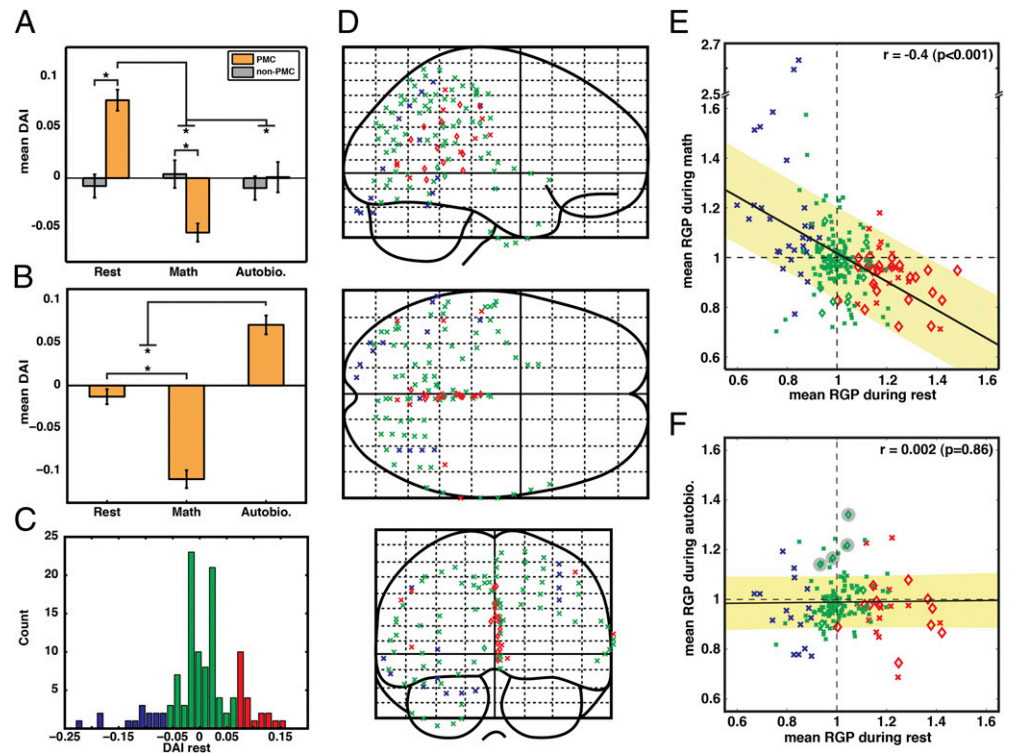 A
mean DAI
0.1
0.05
0
-0.05
PMC
non-PMC
*
*
*
*
Rest Math Autobio.
B
mean DAI
0.1
0.05
0
−0.05
−0.1
*
*
Rest Math Autobio.
C
Count
25
20
15
10
5
−0.25 −0.15 −0.05 0 0.05 0.15
DAI rest
D
E
r = -0.4 (p<0.001)
mean RGP during math
2.7
2.5
1.6
1.4
1.2
1
0.8
0.6
0.6 0.8 1 1.2 1.4 1.6
mean RGP during rest
F
r = 0.002 (p=0.86)
mean RGP during autobio.
1.6
1.4
1.2
1
0.8
0.6
0.6 0.8 1 1.2 1.4 1.6
mean RGP during rest